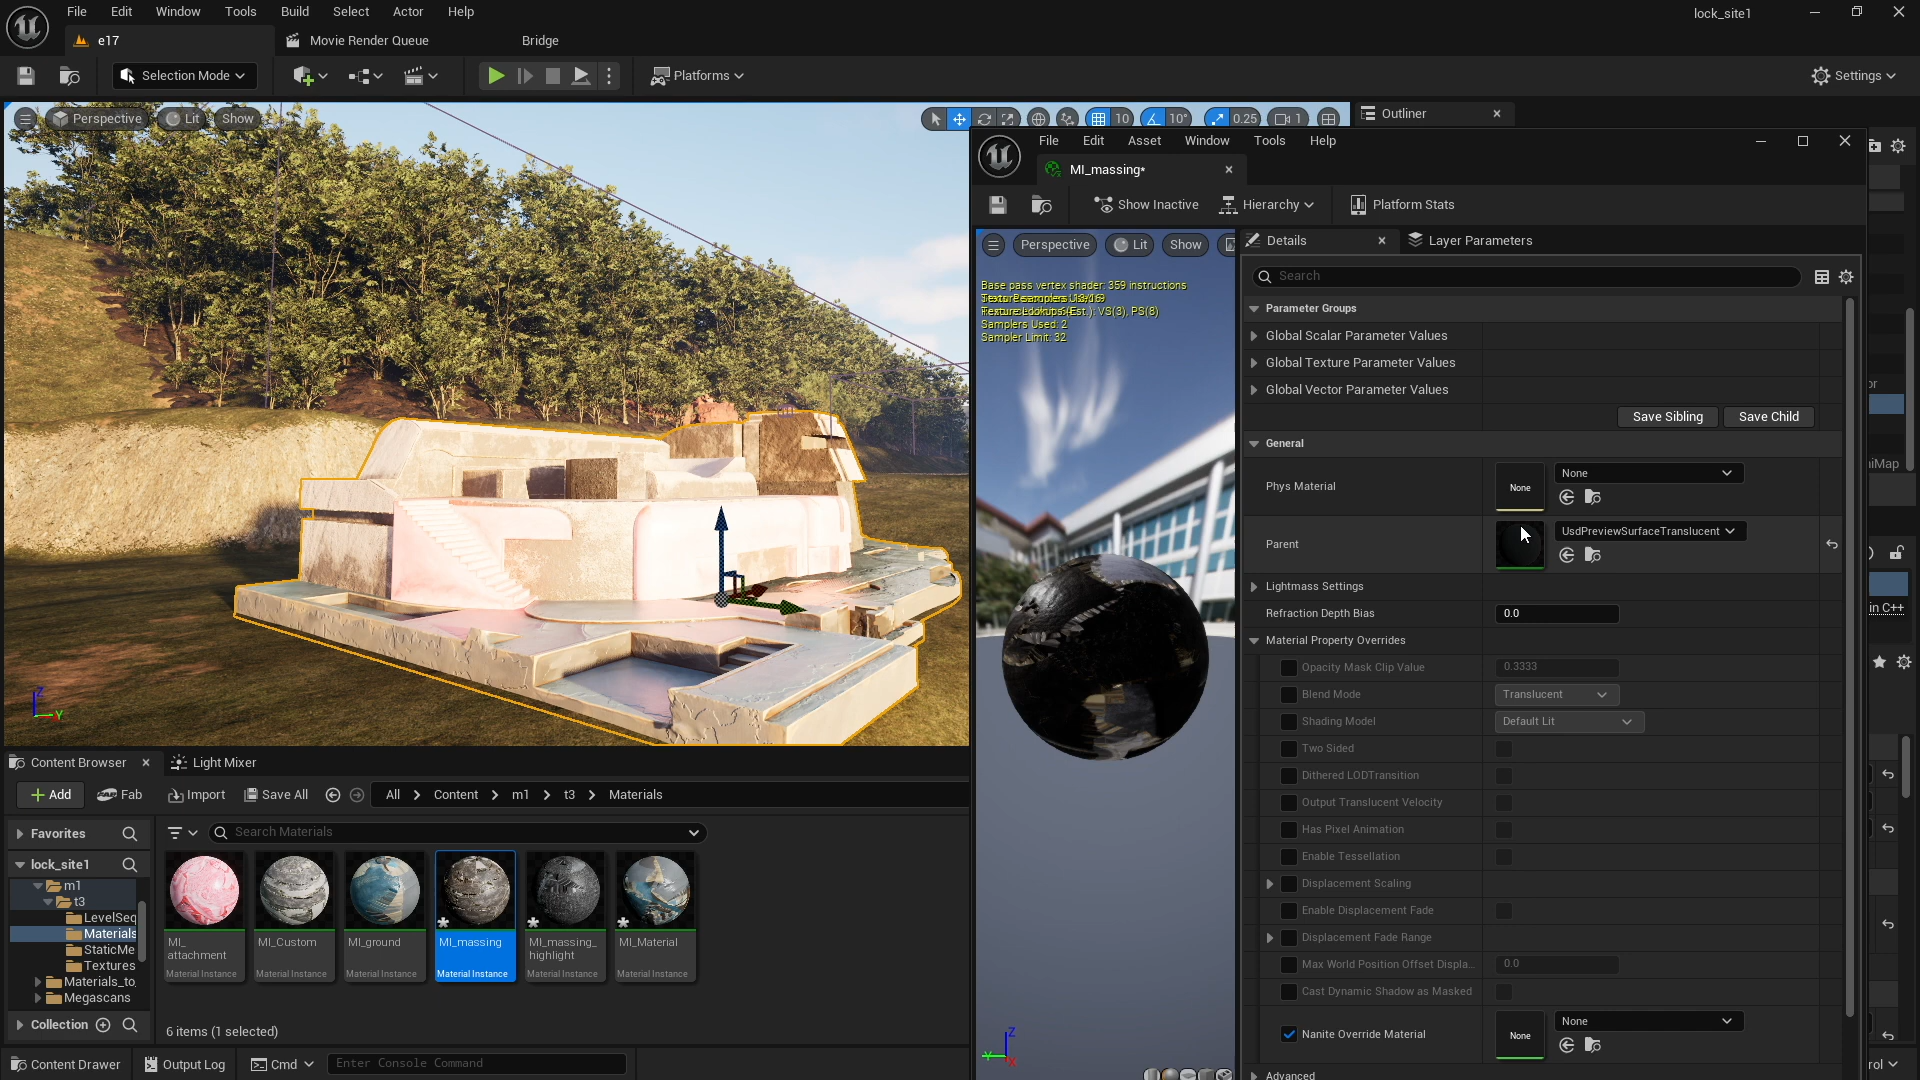 File Edit Window Tools Build Select Actor Help
lock_site1
e17
Movie Render Queue
Bridge
Selection Mode
Platforms
Settings
Perspective
Lit
Show
10
10°
0.25
1
Outliner
File Edit Asset Window Tools Help
MI_massing*
Show Inactive
Hierarchy
Platform Stats
Perspective
Lit
Show
Details
Layer Parameters
Search
Base pass vertex shader: 359 instructions
Samplers Used: 2
Sampler Limit: 32
Parameter Groups
Global Scalar Parameter Values
Global Texture Parameter Values
Global Vector Parameter Values
Save Sibling
Save Child
General
Phys Material
None
None
Parent
UsdPreviewSurfaceTranslucent
Lightmass Settings
Refraction Depth Bias
0.0
Material Property Overrides
Opacity Mask Clip Value
0.3333
Blend Mode
Translucent
Shading Model
Default Lit
Two Sided
Dithered LODTransition
Output Translucent Velocity
Has Pixel Animation
Enable Tessellation
Displacement Scaling
Enable Displacement Fade
Displacement Fade Range
Max World Position Offset Displa...
0.0
Cast Dynamic Shadow as Masked
Nanite Override Material
None
None
Advanced
in C++
iMap
Z
Y
Z
Y
X
Content Browser
Light Mixer
Add
Fab
Import
Save All
All > Content > m1 > t3 > Materials
Favorites
Search Materials
lock_site1
m1
t3
LevelSeq
Materials
StaticMe
Textures
Materials_to
Megascans
Collection
MI_
attachment
Material Instance
MI_Custom
Material Instance
MI_ground
Material Instance
MI_massing
Material Instance
MI_massing_
highlight
Material Instance
MI_Material
Material Instance
6 items (1 selected)
Content Drawer
Output Log
Cmd
Enter Console Command
rol